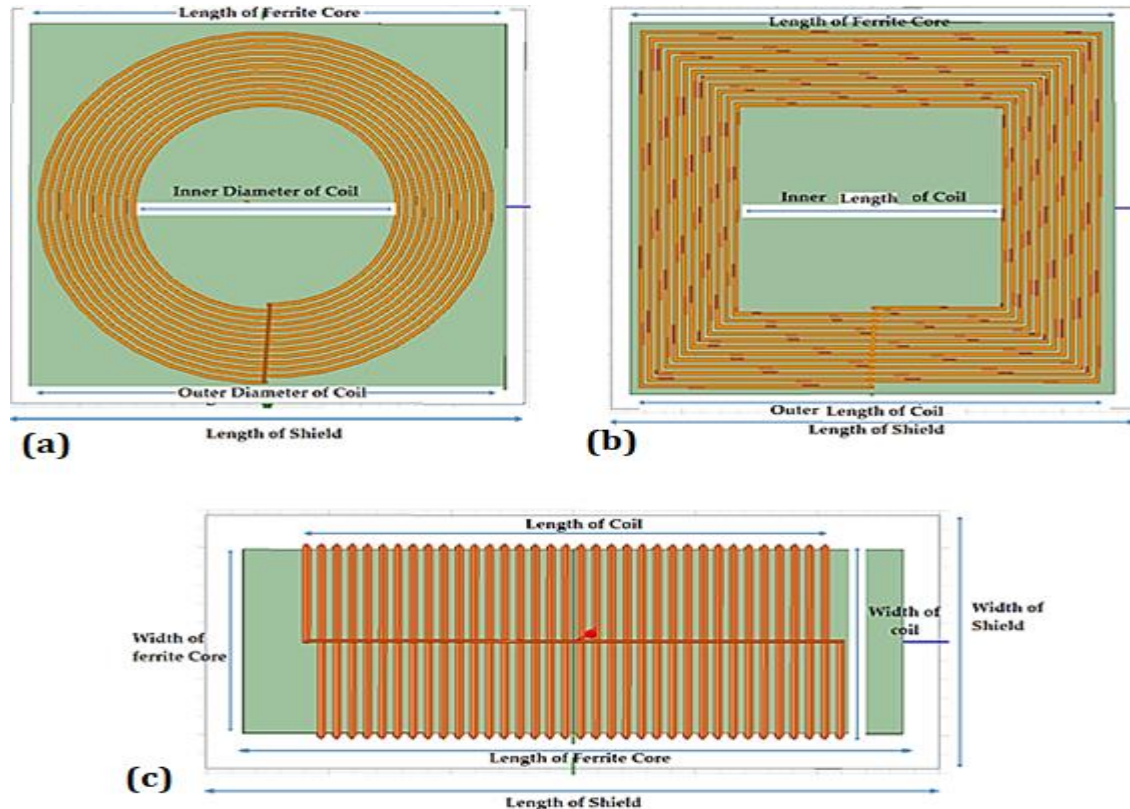 Length of Ferrite Core
Inner Diameter of Coil
Outer Diameter of Coil
Length of Shield
(a)
Length of Ferrite Core
Inner Length of Coil
Outer Length of Coil
Length of Shield
(b)
Length of Coil
Width of
ferrite Core
Width of
coil
Width of
Shield
Length of Ferrite Core
(c)
Length of Shield